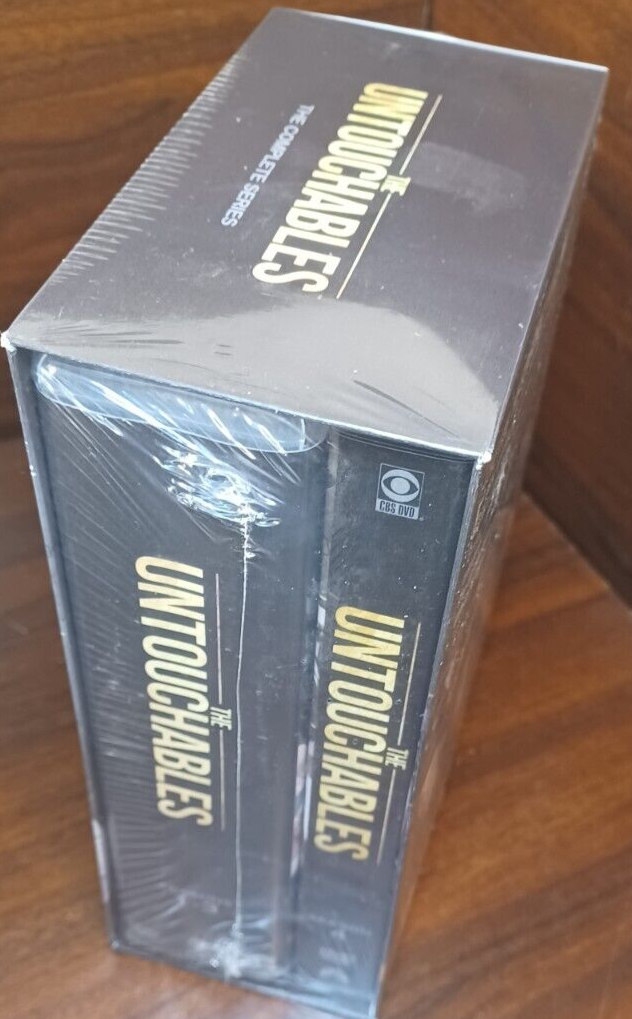 THE
UNTOUCHABLES
THE COMPLETE SERIES
CBS DVD
THE
UNTOUCHABLES
THE
UNTOUCHABLES